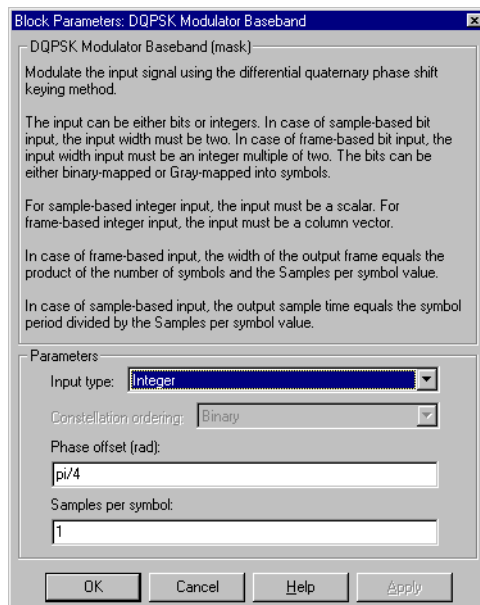 Block Parameters: DQPSK Modulator Baseband
DQPSK Modulator Baseband (mask)
Modulate the input signal using the differential quaternary phase shift
keying method.
The input can be either bits or integers. In case of sample-based bit
input, the input width must be two. In case of frame-based bit input, the
input width input must be an integer multiple of two. The bits can be
either binary-mapped or Gray-mapped into symbols.
For sample-based integer input, the input must be a scalar. For
frame-based integer input, the input must be a column vector.
In case of frame-based input, the width of the output frame equals the
product of the number of symbols and the Samples per symbol value.
In case of sample-based input, the output sample time equals the symbol
period divided by the Samples per symbol value.
Parameters
Input type: Integer
Constellation ordering: Binary
Phase offset (rad):
pi/4
Samples per symbol:
1
OK Cancel Help Apply